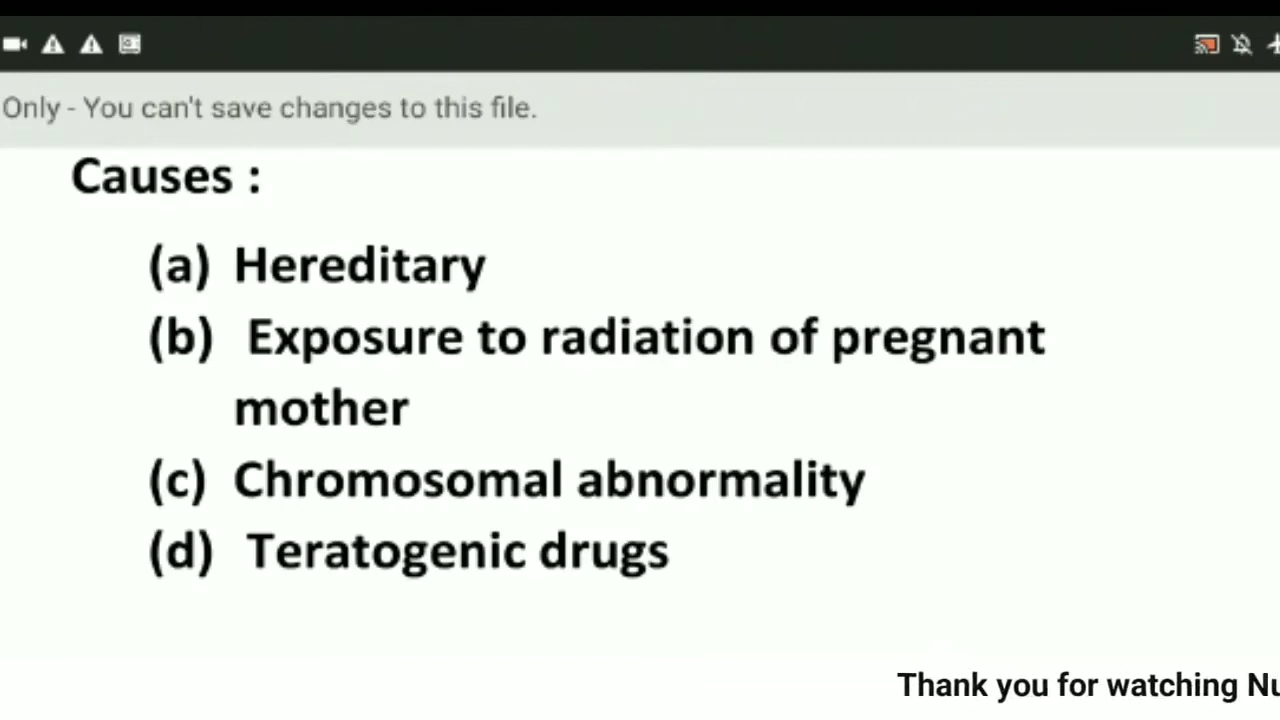 Only - You can't save changes to this file.
Causes :
(a) Hereditary
(b) Exposure to radiation of pregnant
mother
(c) Chromosomal abnormality
(d) Teratogenic drugs
Thank you for watching